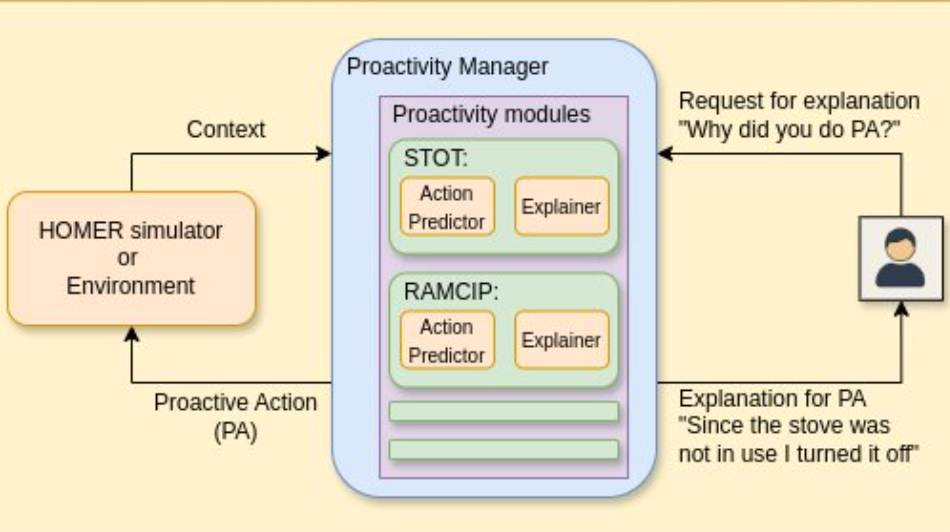 Proactivity Manager
Proactivity modules
Context
STOT:
Action
Predictor
Explainer
HOMER simulator
or
Environment
RAMCIP:
Action
Predictor
Explainer
Proactive Action
(PA)
Request for explanation
"Why did you do PA?"
Explanation for PA
"Since the stove was
not in use I turned it off"